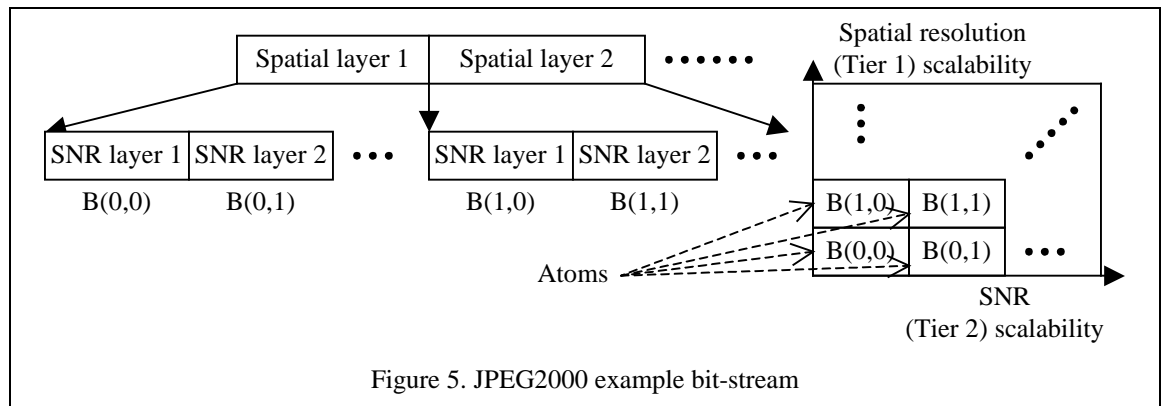 Spatial layer 1
Spatial layer 2
SNR layer 1
SNR layer 2
SNR layer 1
SNR layer 2
B(0,0)
B(0,1)
B(1,0)
B(1,1)
Spatial resolution
(Tier 1) scalability
B(1,0)
B(1,1)
B(0,0)
B(0,1)
Atoms
SNR
(Tier 2) scalability
Figure 5. JPEG2000 example bit-stream